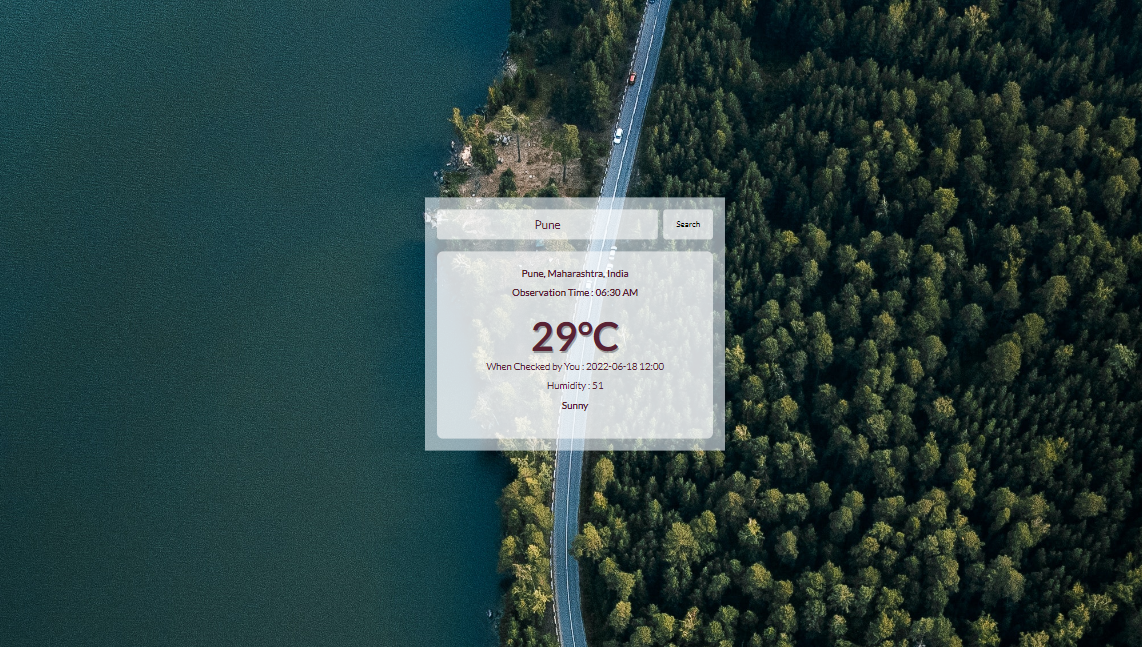 Pune
Search
Pune, Maharashtra, India
Observation Time : 06:30 AM
29°C
When Checked by You : 2022-06-18 12:00
Humidity : 51
Sunny